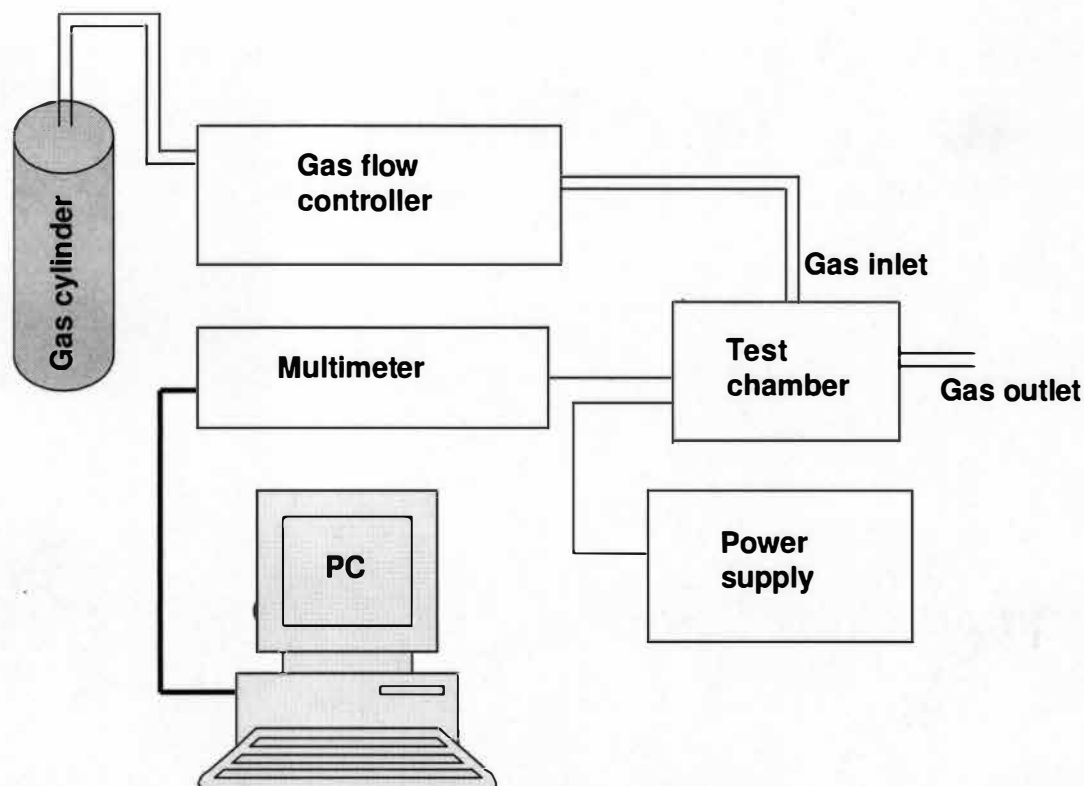 Gas cylinder
Gas flow
controller
Gas inlet
Multimeter
Test
chamber
Gas outlet
PC
Power
supply